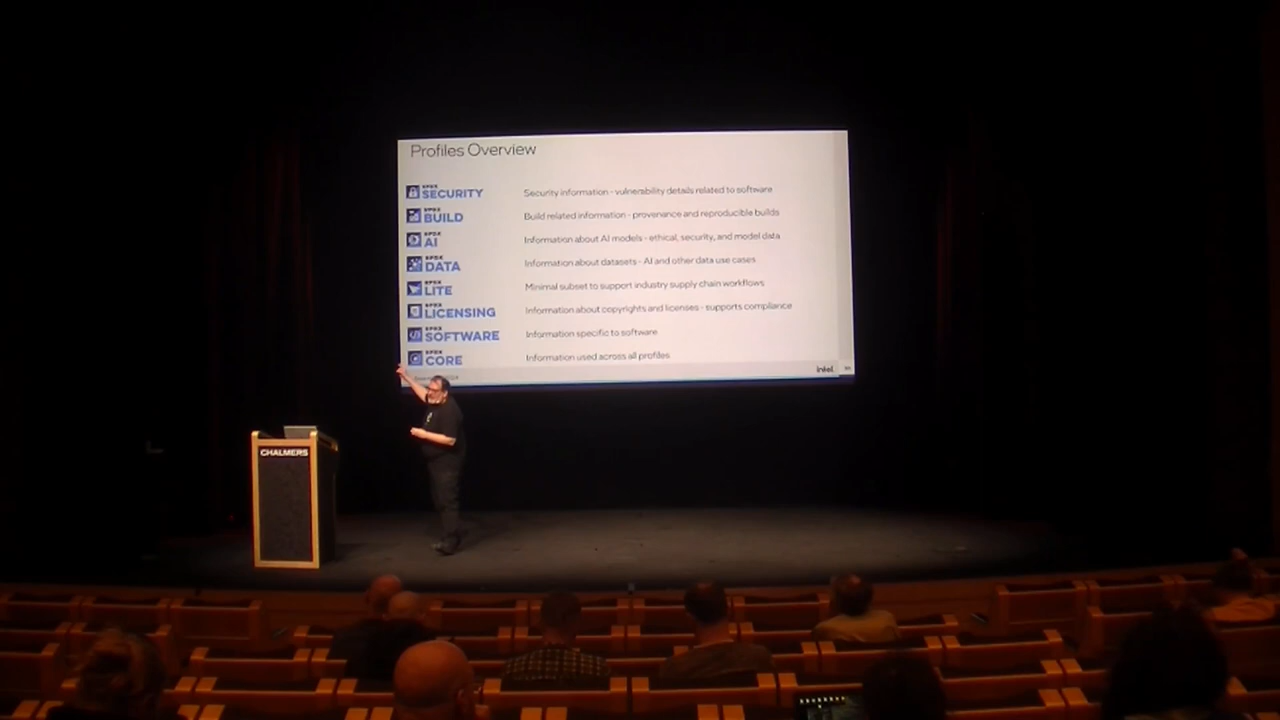 Profiles Overview
SPDX
SECURITY Security information - vulnerability details related to software
SPDX
BUILD Build related information - provenance and reproducible builds
SPDX
AI Information about AI models - ethical, security, and model data
SPDX
DATA Information about datasets - AI and other data use cases
SPDX
LITE Minimal subset to support industry supply chain workflows
SPDX
LICENSING Information about copyrights and licenses - supports compliance
SPDX
SOFTWARE Information specific to software
SPDX
CORE Information used across all profiles
intel
CHALMERS